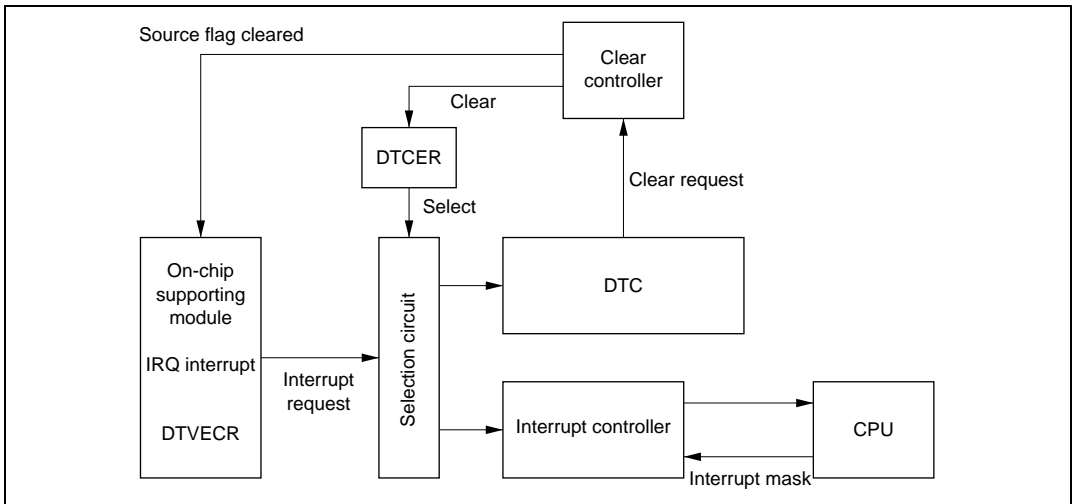 Source flag cleared
Clear
controller
Clear
DTCER
Clear request
Select
On-chip
supporting
module
IRQ interrupt
DTVECR
Interrupt
request
Selection circuit
DTC
Interrupt controller
CPU
Interrupt mask